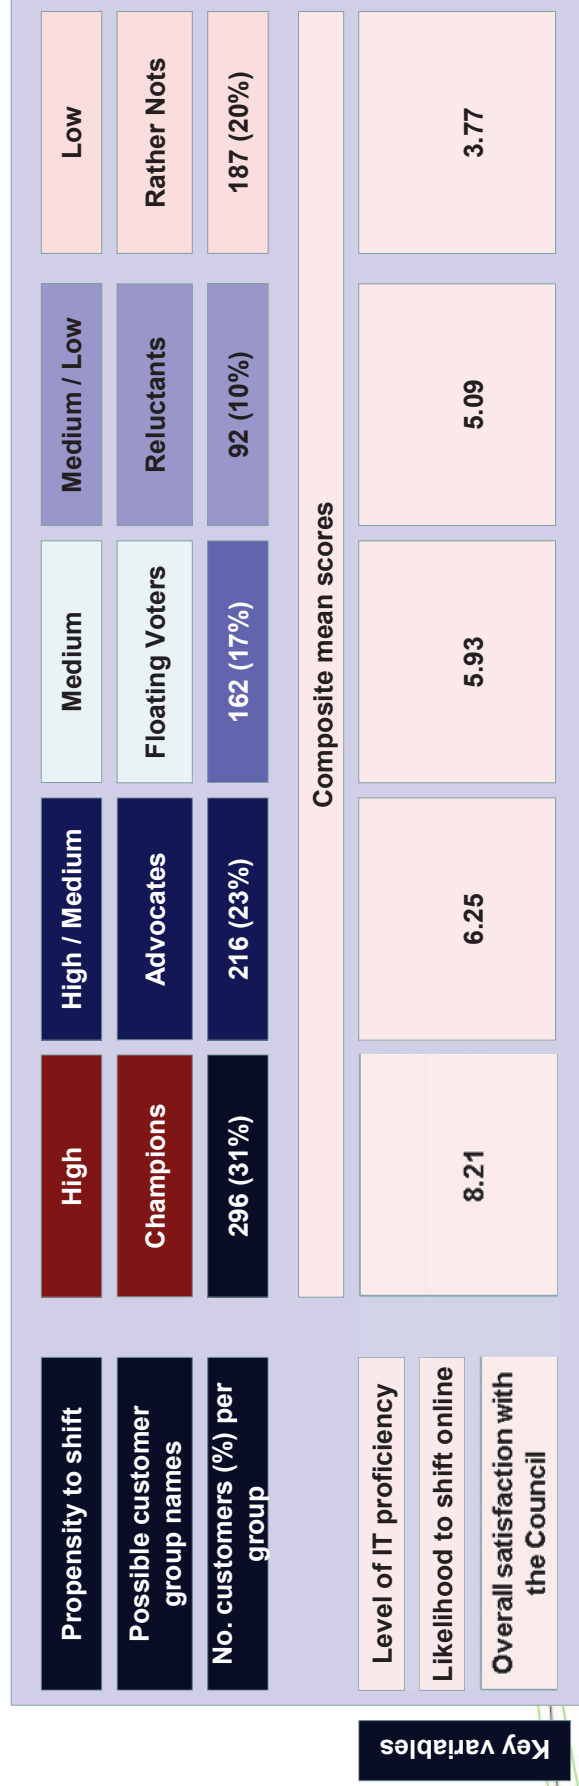 Propensity to shift
High
High / Medium
Medium
Medium / Low
Low
Possible customer
group names
Champions
Advocates
Floating Voters
Reluctants
Rather Nots
No. customers (%) per
group
296 (31%)
216 (23%)
162 (17%)
92 (10%)
187 (20%)
Composite mean scores
Key variables
Level of IT proficiency
Likelihood to shift online
Overall satisfaction with
the Council
8.21
6.25
5.93
5.09
3.77